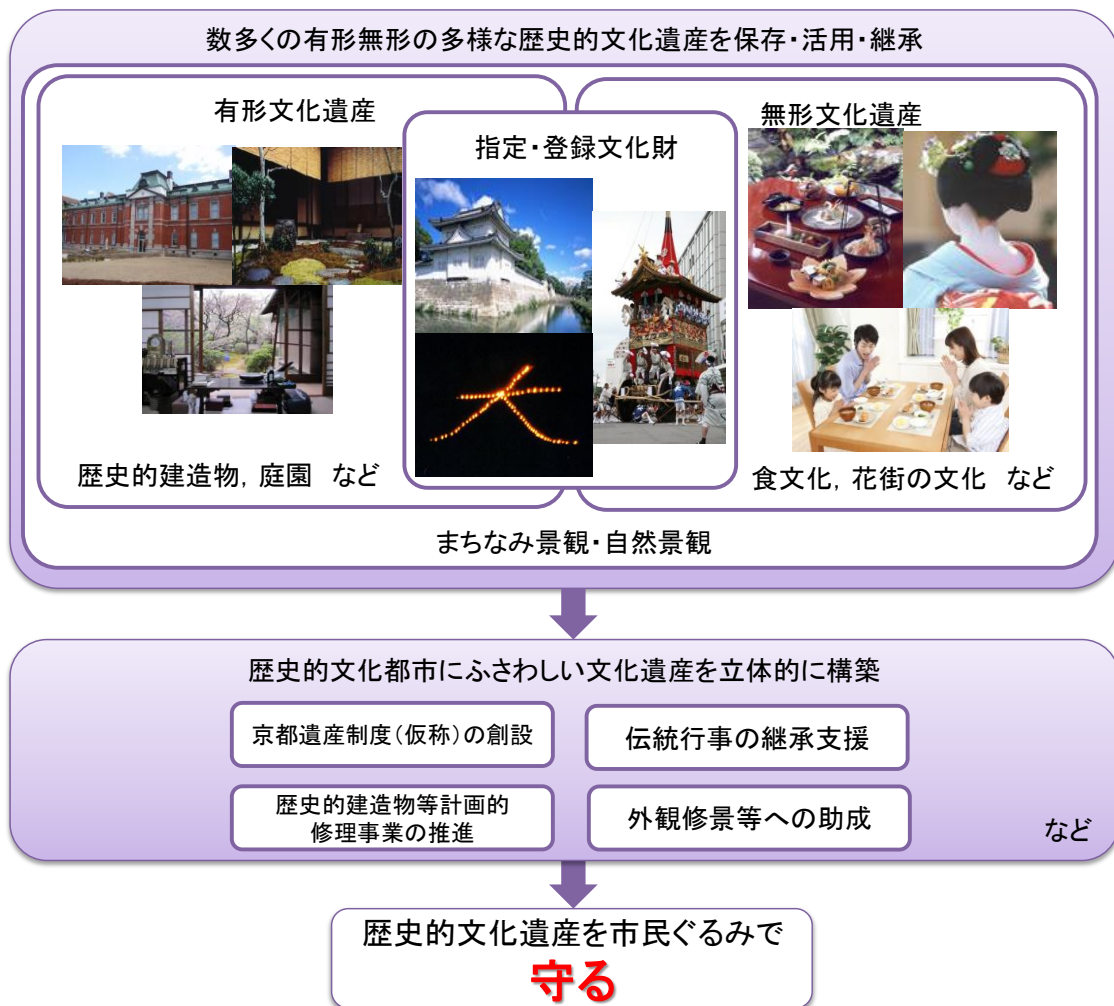 数多くの有形無形の多様な歴史的文化遺産を保存・活用・継承
有形文化遺産
指定・登録文化財
無形文化遺産
歴史的建造物，庭園　など
食文化，花街の文化　など
まちなみ景観・自然景観
歴史的文化都市にふさわしい文化遺産を立体的に構築
京都遺産制度（仮称）の創設
伝統行事の継承支援
歴史的建造物等計画的
修理事業の推進
外観修景等への助成
など
歴史的文化遺産を市民ぐるみで
守る